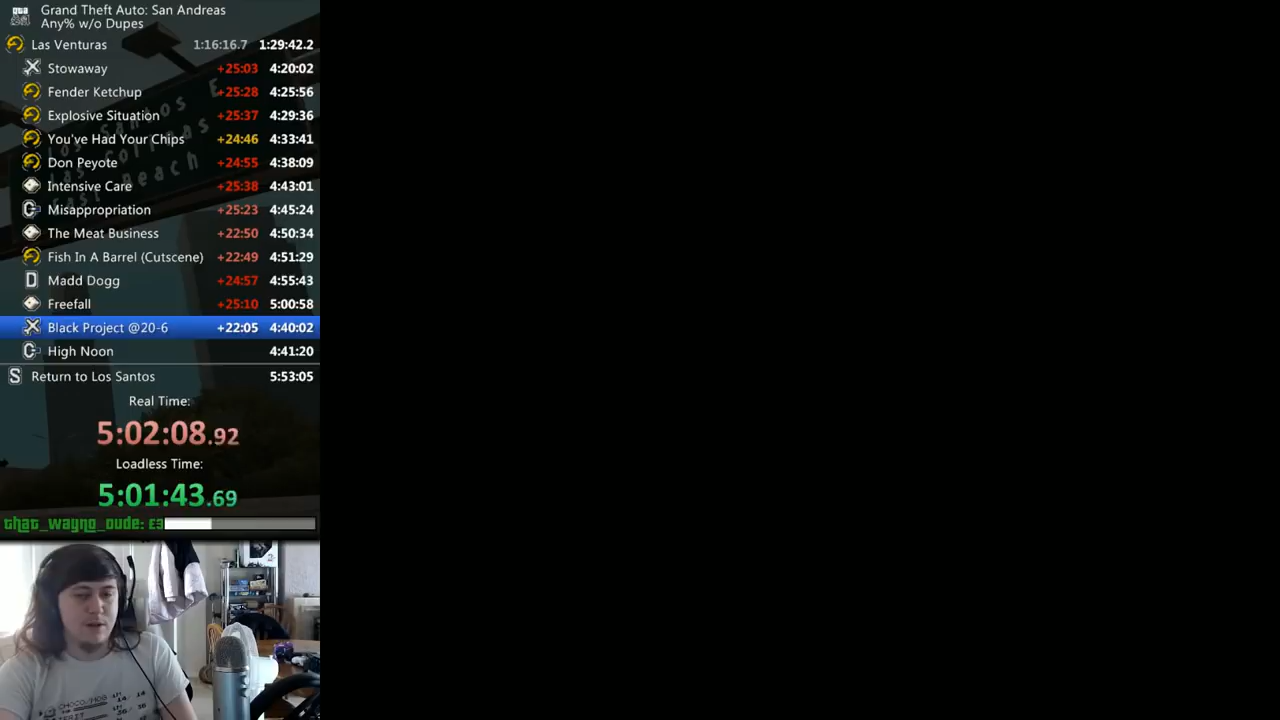 Grand Theft Auto: San Andreas
Any% w/o Dupes
Las Venturas 1:16:16.7 1:29:42.2
Stowaway +25:03 4:20:02
Fender Ketchup +25:28 4:25:56
Explosive Situation +25:37 4:29:36
You've Had Your Chips +24:46 4:33:41
Don Peyote +24:55 4:38:09
Intensive Care +25:38 4:43:01
Misappropriation +25:23 4:45:24
The Meat Business +22:50 4:50:34
Fish In A Barrel (Cutscene) +22:49 4:51:29
D Madd Dogg +24:57 4:55:43
Freefall +25:10 5:00:58
Black Project @20-6 +22:05 4:40:02
C High Noon 4:41:20
S Return to Los Santos 5:53:05
Real Time:
5:02:08.92
Loadless Time:
5:01:43.69
that_wayno_dude: £3